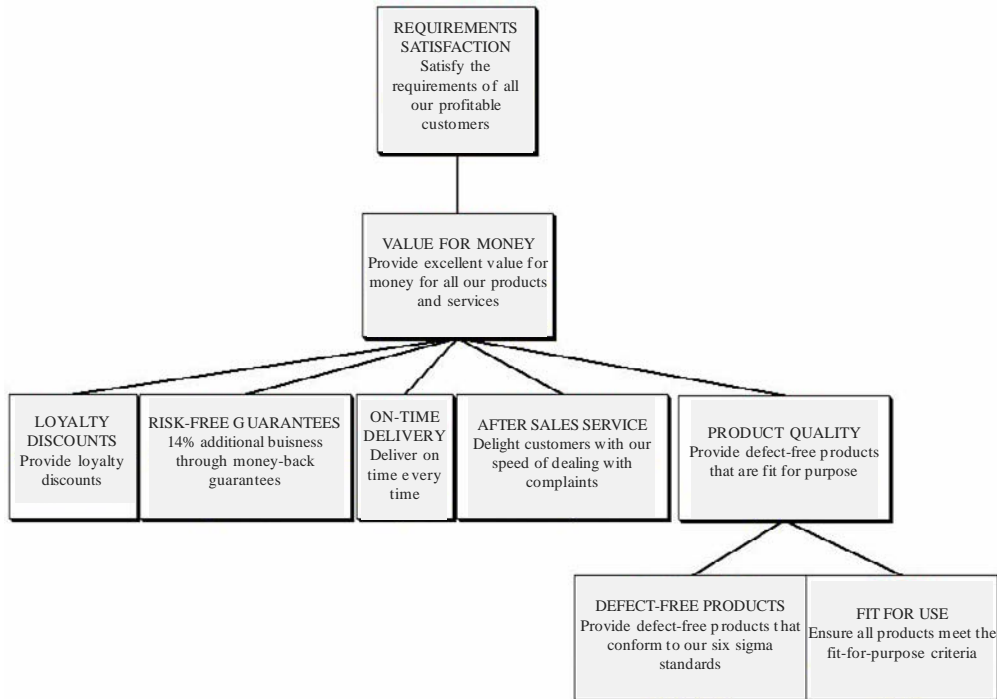 REQUIREMENTS
SATISFACTION
Satisfy the
requirements of all
our profitable
customers
VALUE FOR MONEY
Provide excellent value for
money for all our products
and services
LOYALTY
DISCOUNTS
Provide loyalty
discounts
RISK-FREE GUARANTEES
14% additional buisness
through money-back
guarantees
ON-TIME
DELIVERY
Deliver on
time every
time
AFTER SALES SERVICE
Delight customers with our
speed of dealing with
complaints
PRODUCT QUALITY
Provide defect-free products
that are fit for purpose
DEFECT-FREE PRODUCTS
Provide defect-free products that
conform to our six sigma
standards
FIT FOR USE
Ensure all products meet the
fit-for-purpose criteria